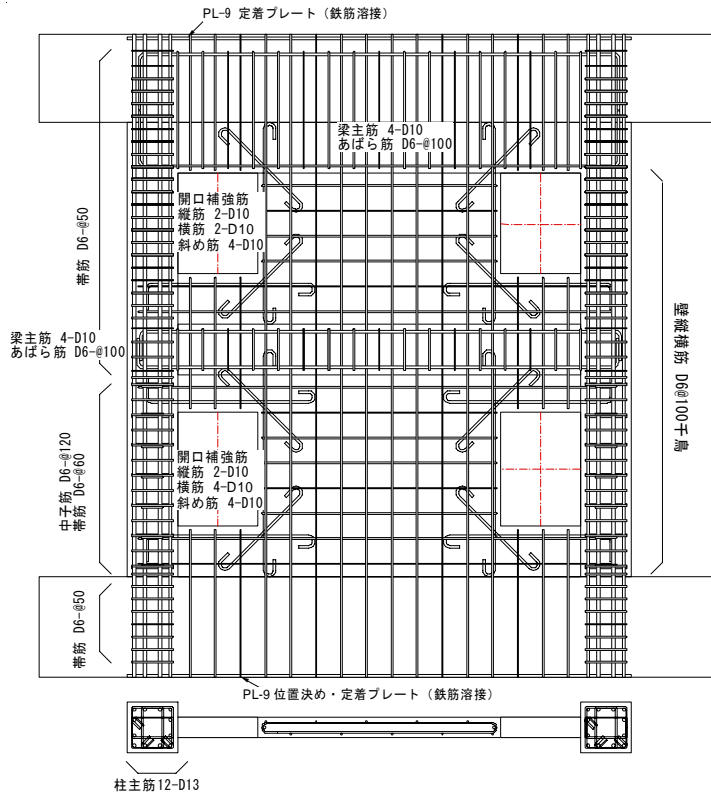 PL-9 定着プレート（鉄筋溶接）
梁主筋 4-D10
あばら筋 D6-@100
開口補強筋
縦筋 2-D10
横筋 2-D10
斜め筋 4-D10
帯筋 D6-@50
梁主筋 4-D10
あばら筋 D6-@100
壁縦横筋 D6@100千鳥
開口補強筋
縦筋 2-D10
横筋 4-D10
斜め筋 4-D10
中子筋 D6-@120
帯筋 D6-@60
帯筋 D6-@50
PL-9 位置決め・定着プレート（鉄筋溶接）
柱主筋12-D13